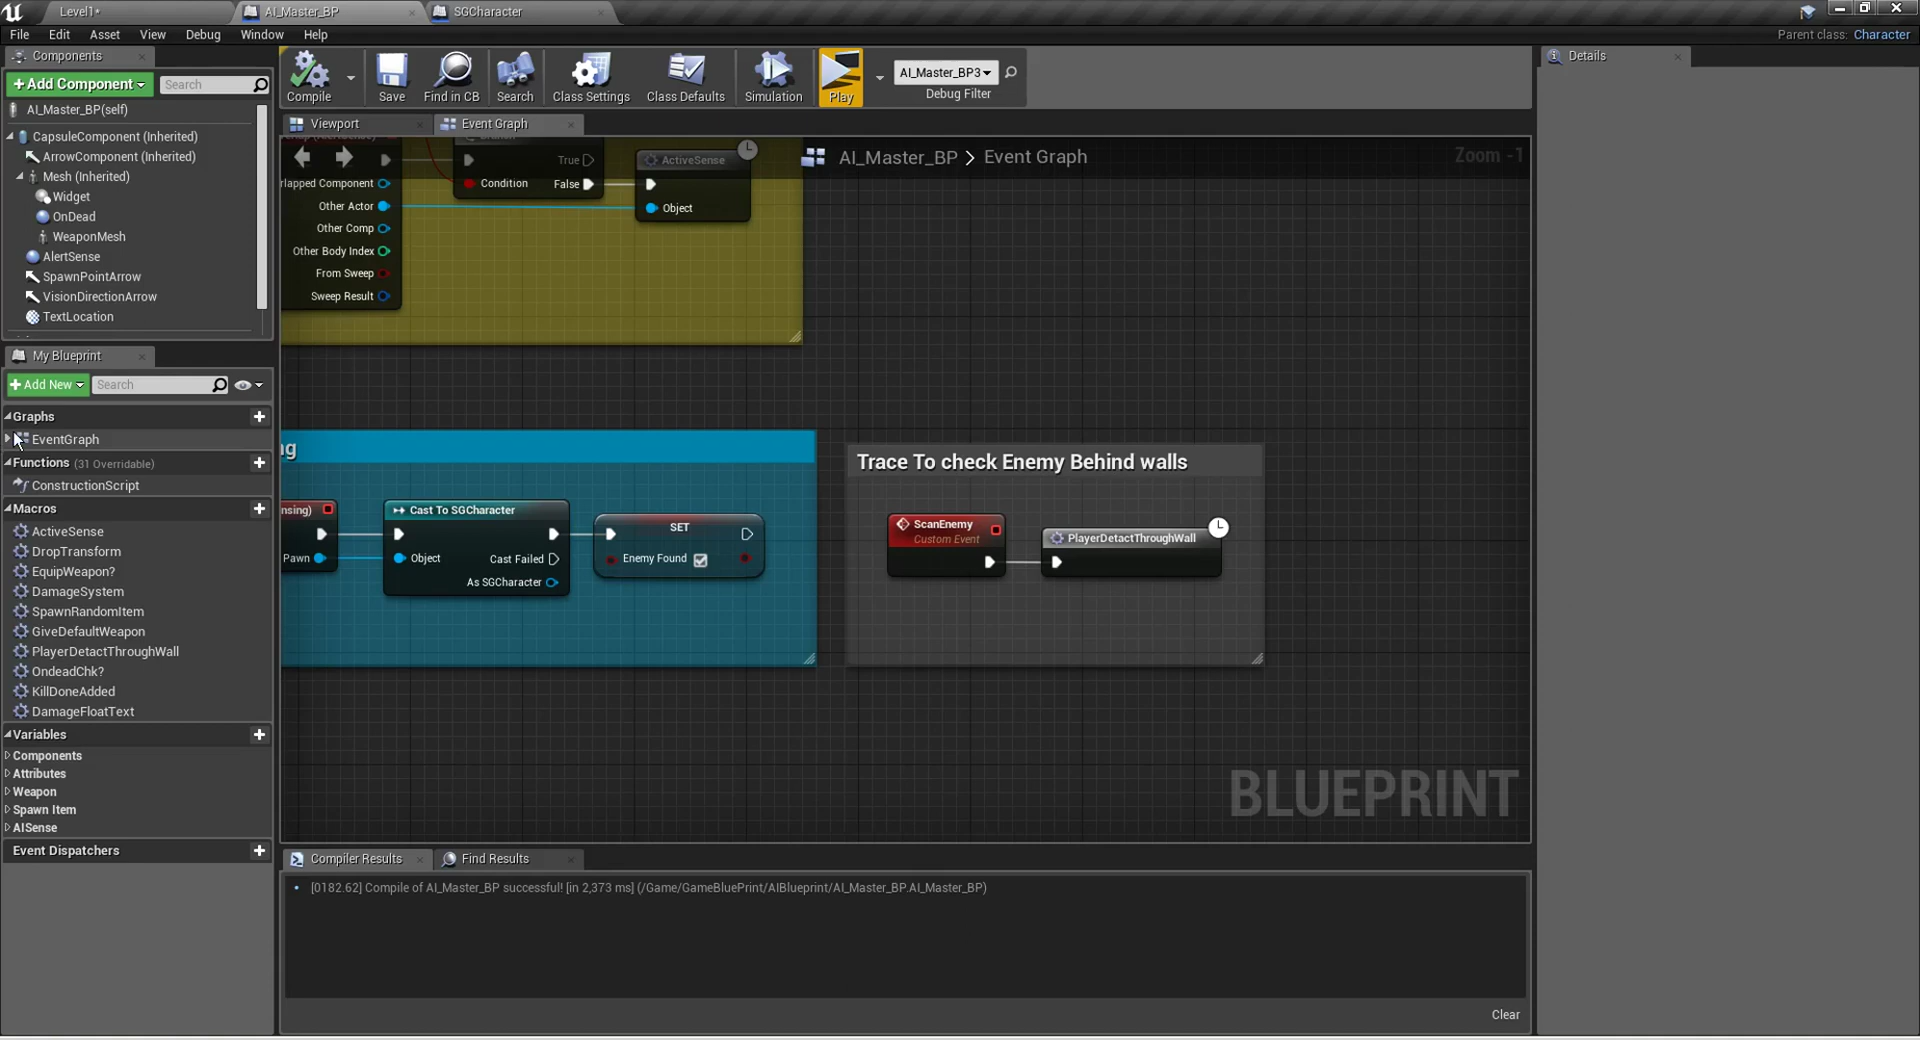 Level1*
AI_Master_BP
SGCharacter
File Edit Asset View Debug Window Help
Parent class: Character
Components
+Add Component
Search
AI_Master_BP(self)
CapsuleComponent (Inherited)
ArrowComponent (Inherited)
Mesh (Inherited)
Widget
OnDead
WeaponMesh
AlertSense
SpawnPointArrow
VisionDirectionArrow
TextLocation
My Blueprint
+Add New
Search
Graphs
EventGraph
Functions (31 Overridable)
ConstructionScript
Macros
ActiveSense
DropTransform
EquipWeapon?
DamageSystem
SpawnRandomItem
GiveDefaultWeapon
PlayerDetactThroughWall
OndeadChk?
KillDoneAdded
DamageFloatText
Variables
Components
Attributes
Weapon
Spawn Item
AISense
Event Dispatchers
Compile
Save
Find in CB
Search
Class Settings
Class Defaults
Simulation
Play
AI_Master_BP3
Debug Filter
Viewport
Event Graph
AI_Master_BP > Event Graph
Zoom -1
True
Condition False
ActiveSense
Object
rlapped Component
Other Actor
Other Comp
Other Body Index
From Sweep
Sweep Result
ng
nsing)
Pawn
Cast To SGCharacter
Object
Cast Failed
As SGCharacter
SET
Enemy Found
Trace To check Enemy Behind walls
ScanEnemy
Custom Event
PlayerDetactThroughWall
BLUEPRINT
Compiler Results
Find Results
[0182.62] Compile of AI_Master_BP successful! [in 2,373 ms] (/Game/GameBluePrint/AIBlueprint/AI_Master_BP.AI_Master_BP)
Clear
Details